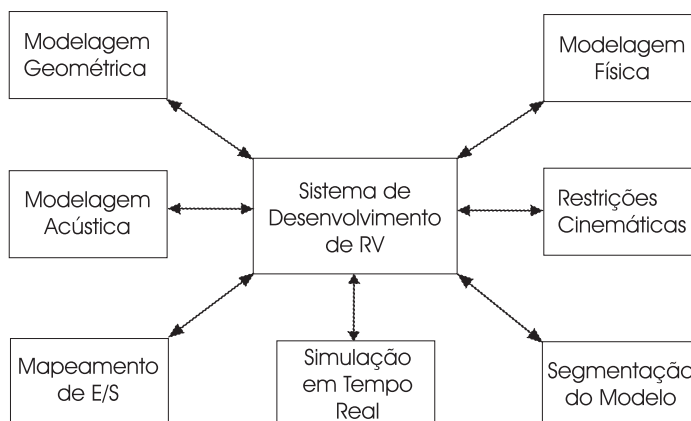 Modelagem
Geométrica
Modelagem
Física
Modelagem
Acústica
Sistema de
Desenvolvimento
de RV
Restrições
Cinemáticas
Mapeamento
de E/S
Simulação
em Tempo
Real
Segmentação
do Modelo